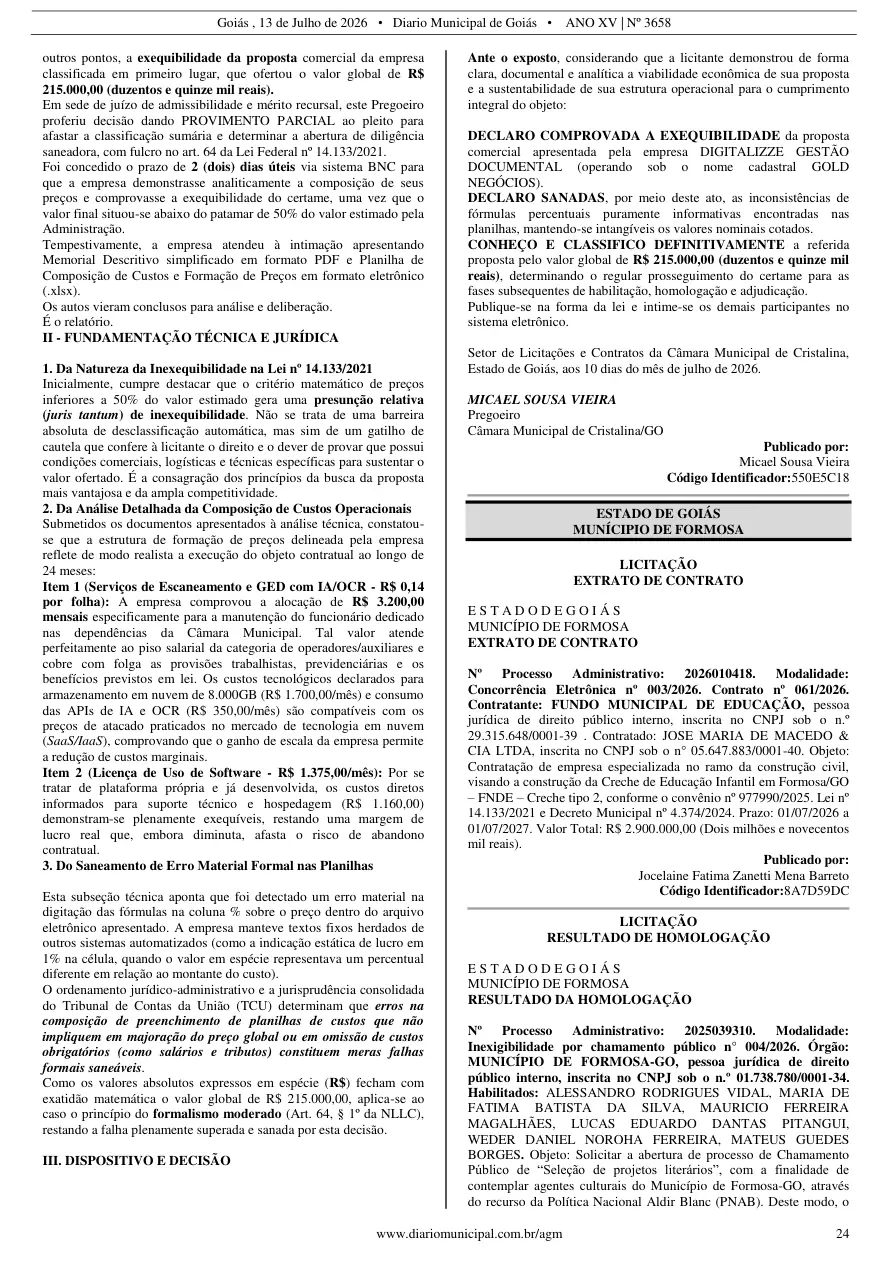 Goiás , 13 de Julho de 2026 • Diario Municipal de Goiás • ANO XV | Nº 3658
outros pontos, a exequibilidade da proposta comercial da empresa
classificada em primeiro lugar, que ofertou o valor global de R$
215.000,00 (duzentos e quinze mil reais).
Em sede de juízo de admissibilidade e mérito recursal, este Pregoeiro
proferiu decisão dando PROVIMENTO PARCIAL ao pleito para
afastar a classificação sumária e determinar a abertura de diligência
saneadora, com fulcro no art. 64 da Lei Federal nº 14.133/2021.
Foi concedido o prazo de 2 (dois) dias úteis via sistema BNC para
que a empresa demonstrasse analiticamente a composição de seus
preços e comprovasse a exequibilidade do certame, uma vez que o
valor final situou-se abaixo do patamar de 50% do valor estimado pela
Administração.
Tempestivamente, a empresa atendeu à intimação apresentando
Memorial Descritivo simplificado em formato PDF e Planilha de
Composição de Custos e Formação de Preços em formato eletrônico
(.xlsx).
Os autos vieram conclusos para análise e deliberação.
É o relatório.
II - FUNDAMENTAÇÃO TÉCNICA E JURÍDICA
1. Da Natureza da Inexequibilidade na Lei nº 14.133/2021
Inicialmente, cumpre destacar que o critério matemático de preços
inferiores a 50% do valor estimado gera uma presunção relativa
(juris tantum) de inexequibilidade. Não se trata de uma barreira
absoluta de desclassificação automática, mas sim de um gatilho de
cautela que confere à licitante o direito e o dever de provar que possui
condições comerciais, logísticas e técnicas específicas para sustentar o
valor ofertado. É a consagração dos princípios da busca da proposta
mais vantajosa e da ampla competitividade.
2. Da Análise Detalhada da Composição de Custos Operacionais
Submetidos os documentos apresentados à análise técnica, constatou-
se que a estrutura de formação de preços delineada pela empresa
reflete de modo realista a execução do objeto contratual ao longo de
24 meses:
Item 1 (Serviços de Escaneamento e GED com IA/OCR - R$ 0,14
por folha): A empresa comprovou a alocação de R$ 3.200,00
mensais especificamente para a manutenção do funcionário dedicado
nas dependências da Câmara Municipal. Tal valor atende
perfeitamente ao piso salarial da categoria de operadores/auxiliares e
cobre com folga as provisões trabalhistas, previdenciárias e os
benefícios previstos em lei. Os custos tecnológicos declarados para
armazenamento em nuvem de 8.000GB (R$ 1.700,00/mês) e consumo
das APIs de IA e OCR (R$ 350,00/mês) são compatíveis com os
preços de atacado praticados no mercado de tecnologia em nuvem
(SaaS/IaaS), comprovando que o ganho de escala da empresa permite
a redução de custos marginais.
Item 2 (Licença de Uso de Software - R$ 1.375,00/mês): Por se
tratar de plataforma própria e já desenvolvida, os custos diretos
informados para suporte técnico e hospedagem (R$ 1.160,00)
demonstram-se plenamente exequíveis, restando uma margem de
lucro real que, embora diminuta, afasta o risco de abandono
contratual.
3. Do Saneamento de Erro Material Formal nas Planilhas
Esta subseção técnica aponta que foi detectado um erro material na
digitação das fórmulas na coluna % sobre o preço dentro do arquivo
eletrônico apresentado. A empresa manteve textos fixos herdados de
outros sistemas automatizados (como a indicação estática de lucro em
1% na célula, quando o valor em espécie representava um percentual
diferente em relação ao montante do custo).
O ordenamento jurídico-administrativo e a jurisprudência consolidada
do Tribunal de Contas da União (TCU) determinam que erros na
composição de preenchimento de planilhas de custos que não
impliquem em majoração do preço global ou em omissão de custos
obrigatórios (como salários e tributos) constituem meras falhas
formais saneáveis.
Como os valores absolutos expressos em espécie (R$) fecham com
exatidão matemática o valor global de R$ 215.000,00, aplica-se ao
caso o princípio do formalismo moderado (Art. 64, § 1º da NLLC),
restando a falha plenamente superada e sanada por esta decisão.
III. DISPOSITIVO E DECISÃO
Ante o exposto, considerando que a licitante demonstrou de forma
clara, documental e analítica a viabilidade econômica de sua proposta
e a sustentabilidade de sua estrutura operacional para o cumprimento
integral do objeto:
DECLARO COMPROVADA A EXEQUIBILIDADE da proposta
comercial apresentada pela empresa DIGITALIZZE GESTÃO
DOCUMENTAL (operando sob o nome cadastral GOLD
NEGÓCIOS).
DECLARO SANADAS, por meio deste ato, as inconsistências de
fórmulas percentuais puramente informativas encontradas nas
planilhas, mantendo-se intangíveis os valores nominais cotados.
CONHEÇO E CLASSIFICO DEFINITIVAMENTE a referida
proposta pelo valor global de R$ 215.000,00 (duzentos e quinze mil
reais), determinando o regular prosseguimento do certame para as
fases subsequentes de habilitação, homologação e adjudicação.
Publique-se na forma da lei e intime-se os demais participantes no
sistema eletrônico.
Setor de Licitações e Contratos da Câmara Municipal de Cristalina,
Estado de Goiás, aos 10 dias do mês de julho de 2026.
MICAEL SOUSA VIEIRA
Pregoeiro
Câmara Municipal de Cristalina/GO
Publicado por:
Micael Sousa Vieira
Código Identificador:550E5C18
ESTADO DE GOIÁS
MUNÍCIPIO DE FORMOSA
LICITAÇÃO
EXTRATO DE CONTRATO
E S T A D O D E G O I Á S
MUNICÍPIO DE FORMOSA
EXTRATO DE CONTRATO
Nº Processo Administrativo: 2026010418. Modalidade:
Concorrência Eletrônica nº 003/2026. Contrato nº 061/2026.
Contratante: FUNDO MUNICIPAL DE EDUCAÇÃO, pessoa
jurídica de direito público interno, inscrita no CNPJ sob o n.º
29.315.648/0001-39 . Contratado: JOSE MARIA DE MACEDO &
CIA LTDA, inscrita no CNPJ sob o n° 05.647.883/0001-40. Objeto:
Contratação de empresa especializada no ramo da construção civil,
visando a construção da Creche de Educação Infantil em Formosa/GO
– FNDE – Creche tipo 2, conforme o convênio nº 977990/2025. Lei nº
14.133/2021 e Decreto Municipal nº 4.374/2024. Prazo: 01/07/2026 a
01/07/2027. Valor Total: R$ 2.900.000,00 (Dois milhões e novecentos
mil reais).
Publicado por:
Jocelaine Fatima Zanetti Mena Barreto
Código Identificador:8A7D59DC
LICITAÇÃO
RESULTADO DE HOMOLOGAÇÃO
E S T A D O D E G O I Á S
MUNICÍPIO DE FORMOSA
RESULTADO DA HOMOLOGAÇÃO
Nº Processo Administrativo: 2025039310. Modalidade:
Inexigibilidade por chamamento público n° 004/2026. Órgão:
MUNICÍPIO DE FORMOSA-GO, pessoa jurídica de direito
público interno, inscrita no CNPJ sob o n.º 01.738.780/0001-34.
Habilitados: ALESSANDRO RODRIGUES VIDAL, MARIA DE
FATIMA BATISTA DA SILVA, MAURICIO FERREIRA
MAGALHÃES, LUCAS EDUARDO DANTAS PITANGUI,
WEDER DANIEL NOROHA FERREIRA, MATEUS GUEDES
BORGES. Objeto: Solicitar a abertura de processo de Chamamento
Público de “Seleção de projetos literários”, com a finalidade de
contemplar agentes culturais do Município de Formosa-GO, através
do recurso da Política Nacional Aldir Blanc (PNAB). Deste modo, o
www.diariomunicipal.com.br/agm
24